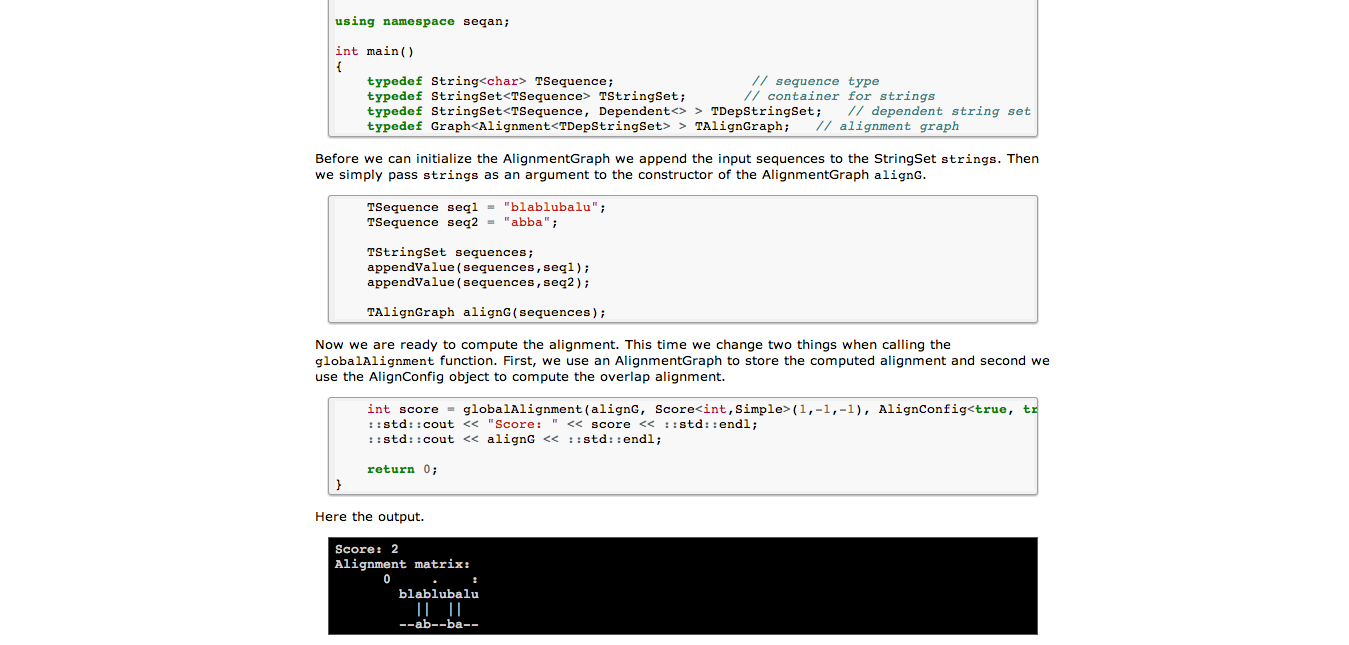 using namespace seqan;
int main()
{
typedef String<char> TSequence; // sequence type
typedef StringSet<TSequence> TStringSet; // container for strings
typedef StringSet<TSequence, Dependent<> > TDepStringSet; // dependent string set
typedef Graph<Alignment<TDepStringSet> > TAlignGraph; // alignment graph
Before we can initialize the AlignmentGraph we append the input sequences to the StringSet strings. Then
we simply pass strings as an argument to the constructor of the AlignmentGraph alignG.
TSequence seq1 = "blablubalu";
TSequence seq2 = "abba";
TStringSet sequences;
appendValue(sequences,seq1);
appendValue(sequences,seq2);
TAlignGraph alignG(sequences);
Now we are ready to compute the alignment. This time we change two things when calling the
globalAlignment function. First, we use an AlignmentGraph to store the computed alignment and second we
use the AlignConfig object to compute the overlap alignment.
int score = globalAlignment(alignG, Score<int,Simple>(1,-1,-1), AlignConfig<true, tr
::std::cout << "Score: " << score << ::std::endl;
::std::cout << alignG << ::std::endl;
return 0;
}
Here the output.
Score: 2
Alignment matrix:
0 . :
blablubalu
|| ||
--ab--ba--